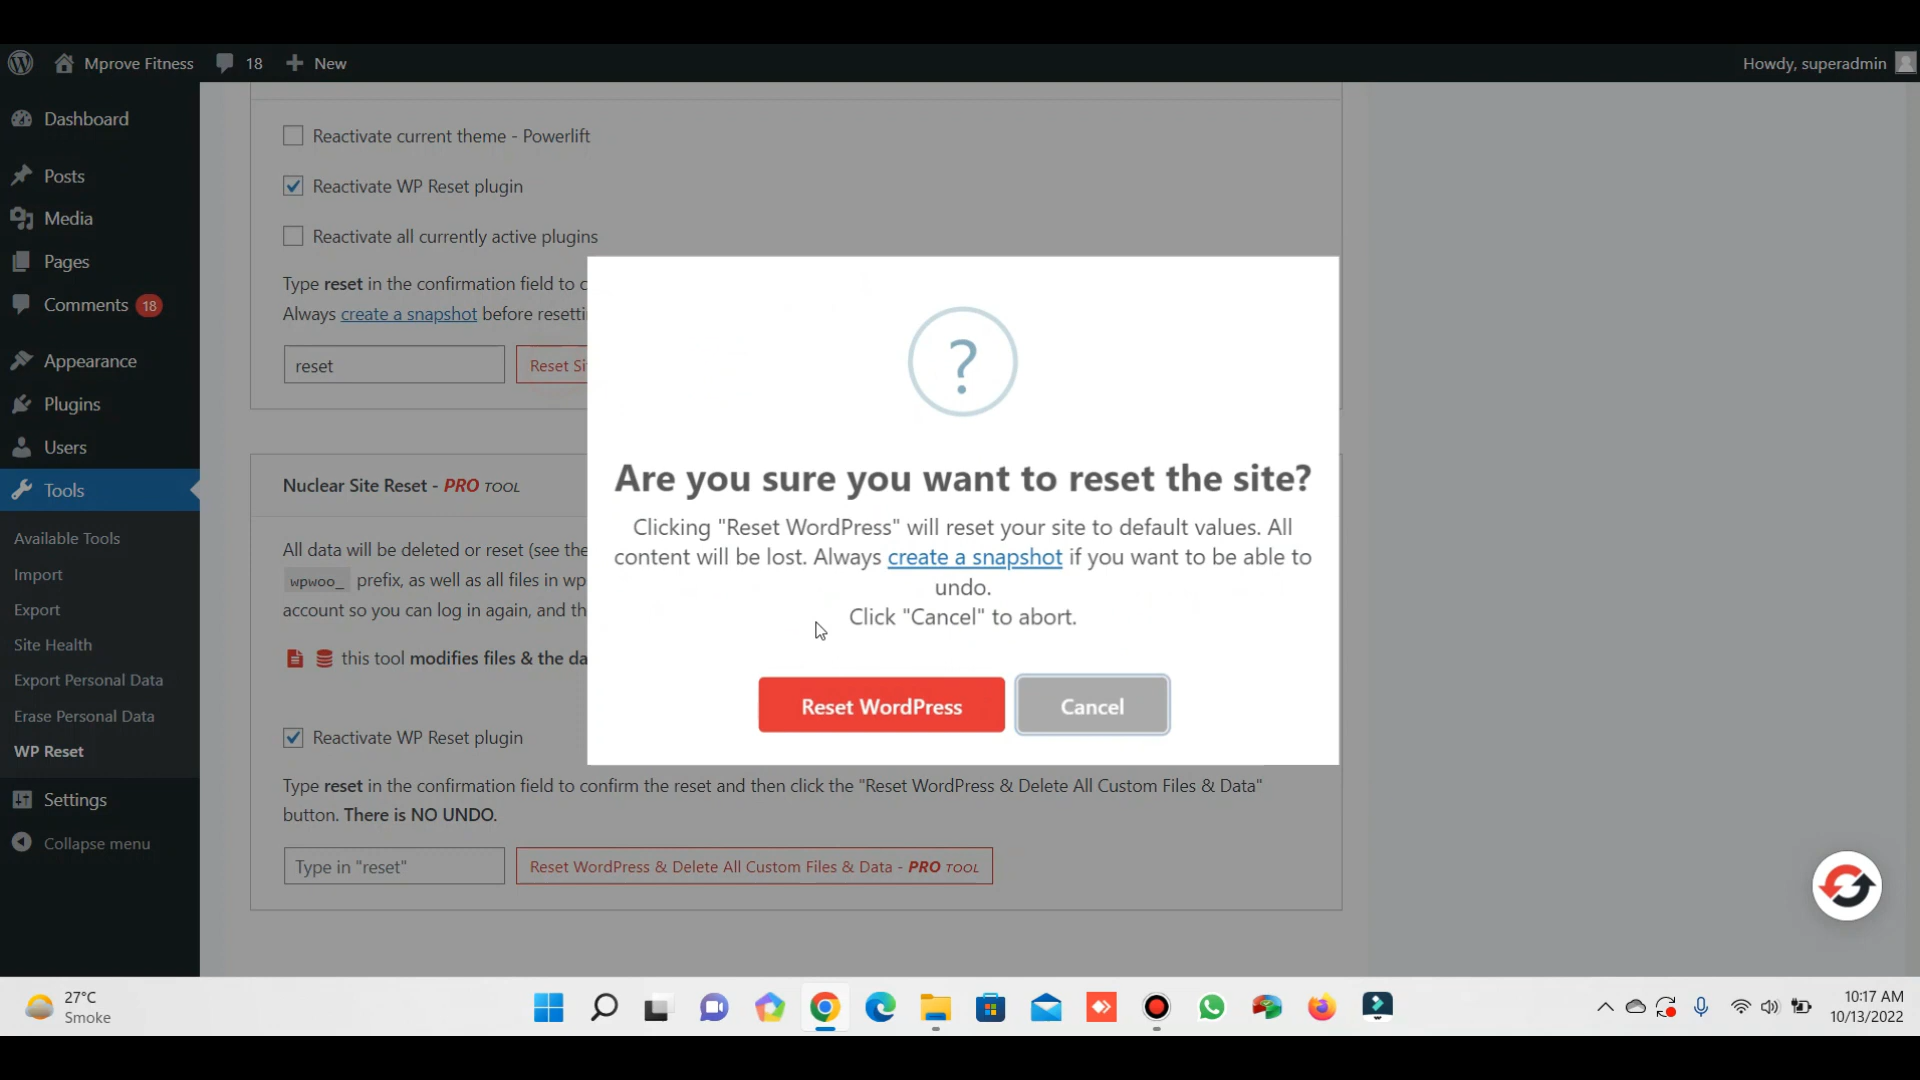 Mprove Fitness 18 New Howdy, superadmin
Dashboard
Posts
Media
Pages
Comments 18
Appearance
Plugins
Users
Tools
Available Tools
Import
Export
Site Health
Export Personal Data
Erase Personal Data
WP Reset
Settings
Collapse menu
Reactivate current theme - Powerlift
Reactivate WP Reset plugin
Reactivate all currently active plugins
Type reset in the confirmation field to
Always create a snapshot before
reset Reset
Nuclear Site Reset - PRO TOOL
All data will be deleted or reset (see the
wpwoo_ prefix, as well as all files in
account so you can log in again, and
this tool modifies files & the
Reactivate WP Reset plugin
Type reset in the confirmation field to confirm the reset and then click the "Reset WordPress & Delete All Custom Files & Data"
button. There is NO UNDO.
Type in "reset" Reset WordPress & Delete All Custom Files & Data - PRO TOOL
?
Are you sure you want to reset the site?
Clicking "Reset WordPress" will reset your site to default values. All
content will be lost. Always create a snapshot if you want to be able to
undo.
Click "Cancel" to abort.
Reset WordPress Cancel
27°C
Smoke
10:17 AM
10/13/2022